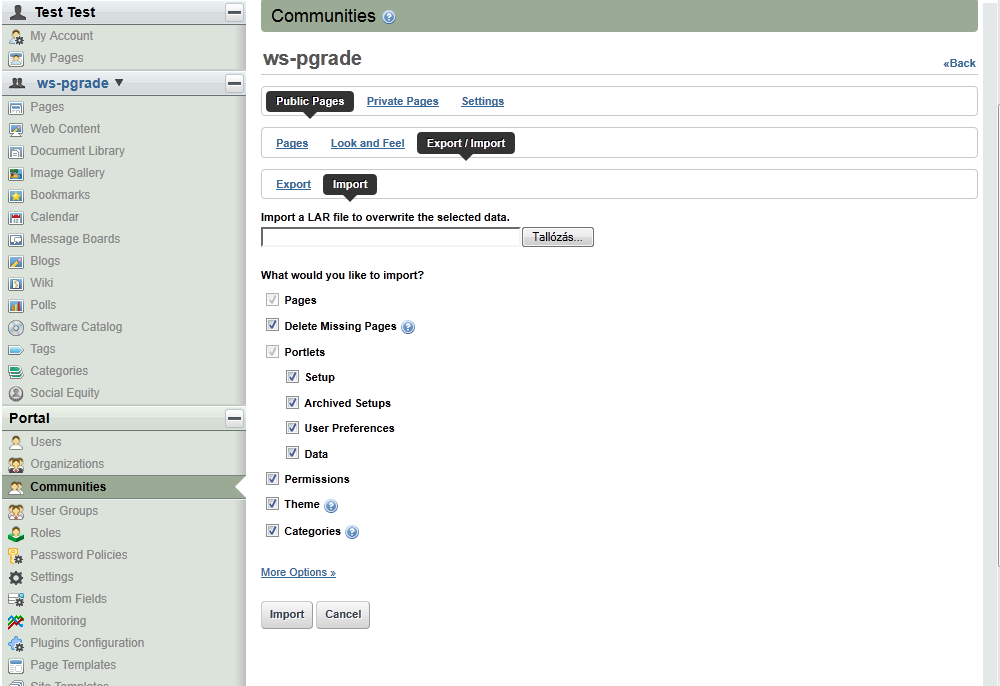 Test Test
My Account
My Pages
ws-pgrade
Pages
Web Content
Document Library
Image Gallery
Bookmarks
Calendar
Message Boards
Blogs
Wiki
Polls
Software Catalog
Tags
Categories
Social Equity
Portal
Users
Organizations
Communities
User Groups
Roles
Password Policies
Settings
Custom Fields
Monitoring
Plugins Configuration
Page Templates
Site Templates
Communities
ws-pgrade
«Back
Public Pages Private Pages Settings
Pages Look and Feel Export / Import
Export Import
Import a LAR file to overwrite the selected data.
Tallózás...
What would you like to import?
Pages
Delete Missing Pages
Portlets
Setup
Archived Setups
User Preferences
Data
Permissions
Theme
Categories
More Options »
Import Cancel